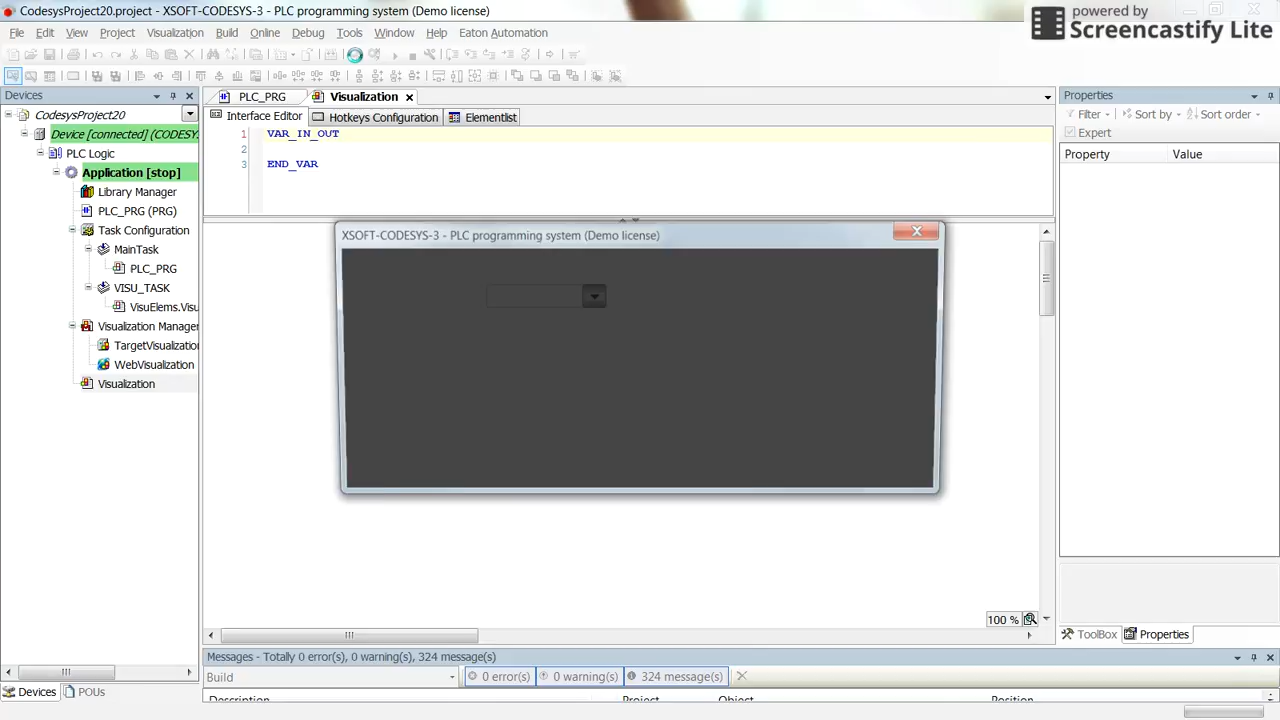 CodesysProject20.project - XSOFT-CODESYS-3 - PLC programming system (Demo license)
powered by
Screencastify Lite
File Edit View Project Visualization Build Online Debug Tools Window Help Eaton Automation
Devices
PLC_PRG
Visualization
Properties
CodesysProject20
Interface Editor
Hotkeys Configuration
Elementlist
Filter
Sort by
Sort order
Device [connected] (CODESY
1 VAR_IN_OUT
Expert
PLC Logic
2
Property Value
Application [stop]
3 END_VAR
Library Manager
PLC_PRG (PRG)
Task Configuration
XSOFT-CODESYS-3 - PLC programming system (Demo license)
MainTask
PLC_PRG
VISU_TASK
VisuElems.Visu
Visualization Manager
TargetVisualization
WebVisualization
Visualization
100 %
ToolBox
Properties
Messages - Totally 0 error(s), 0 warning(s), 324 message(s)
Build
0 error(s)
0 warning(s)
324 message(s)
Devices
POUs
Description Project Object Position